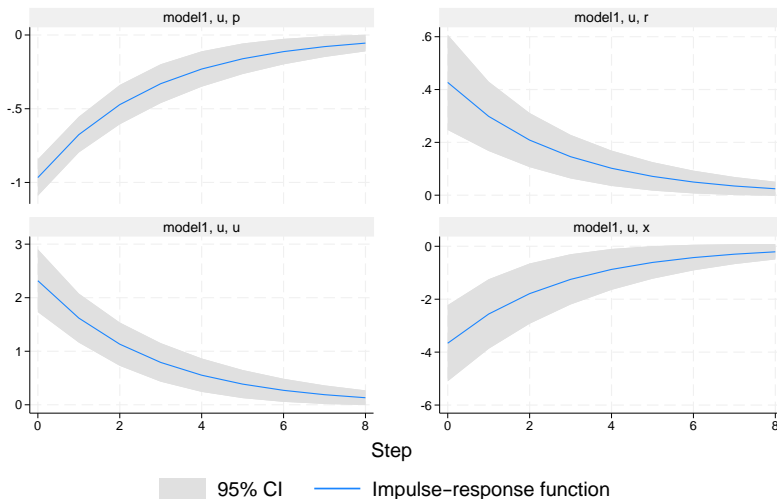 model1, u, p
0
-.5
-1
model1, u, r
.6
.4
.2
0
model1, u, u
3
2
1
0
0 2 4 6 8
model1, u, x
0
-2
-4
-6
0 2 4 6 8
Step
95% CI Impulse-response function